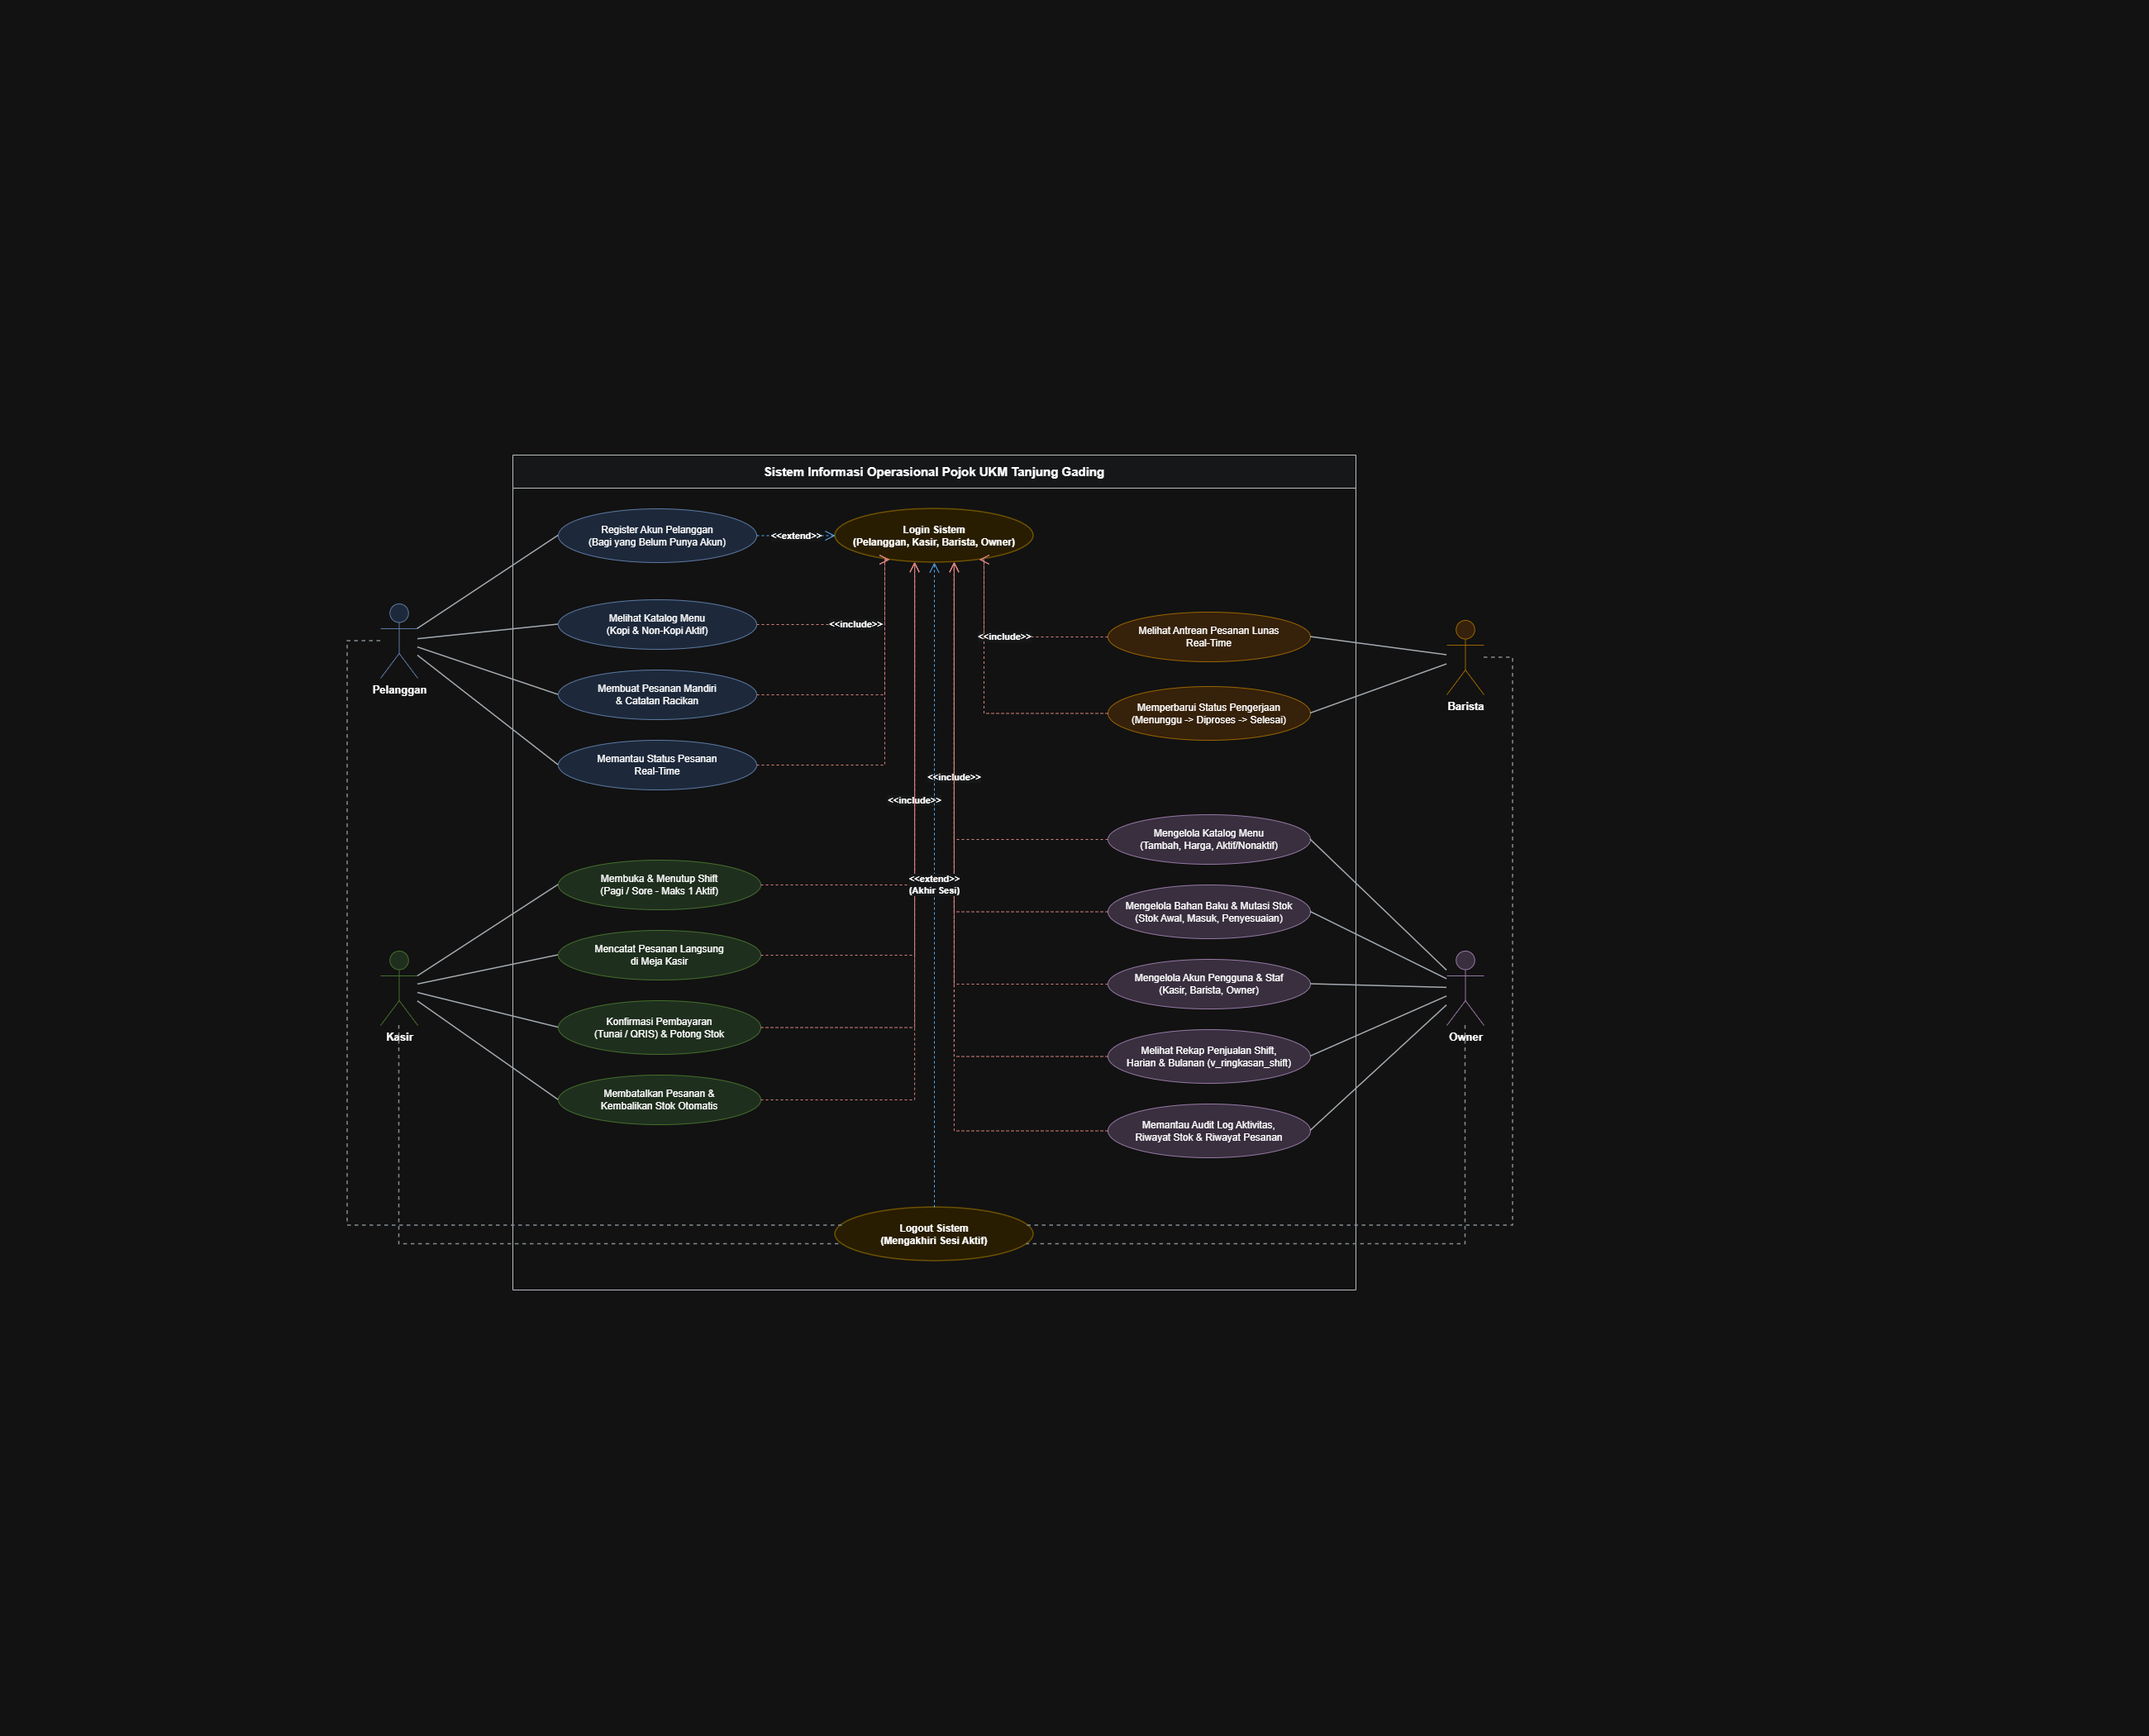 Sistem Informasi Operasional Pojok UKM Tanjung Gading
Register Akun Pelanggan
(Bagi yang Belum Punya Akun)
<<extend>>
Login Sistem
(Pelanggan, Kasir, Barista, Owner)
Melihat Katalog Menu
(Kopi & Non-Kopi Aktif)
<<include>>
<<include>>
Melihat Antrean Pesanan Lunas
Real-Time
Pelanggan
Membuat Pesanan Mandiri
& Catatan Racikan
Memperbarui Status Pengerjaan
(Menunggu -> Diproses -> Selesai)
Barista
Memantau Status Pesanan
Real-Time
<<include>>
<<include>>
Mengelola Katalog Menu
(Tambah, Harga, Aktif/Nonaktif)
Membuka & Menutup Shift
(Pagi / Sore - Maks 1 Aktif)
<<extend>>
(Akhir Sesi)
Mengelola Bahan Baku & Mutasi Stok
(Stok Awal, Masuk, Penyesuaian)
Mencatat Pesanan Langsung
di Meja Kasir
Mengelola Akun Pengguna & Staf
(Kasir, Barista, Owner)
Kasir
Konfirmasi Pembayaran
(Tunai / QRIS) & Potong Stok
Owner
Melihat Rekap Penjualan Shift,
Harian & Bulanan (v_ringkasan_shift)
Membatalkan Pesanan &
Kembalikan Stok Otomatis
Memantau Audit Log Aktivitas,
Riwayat Stok & Riwayat Pesanan
Logout Sistem
(Mengakhiri Sesi Aktif)